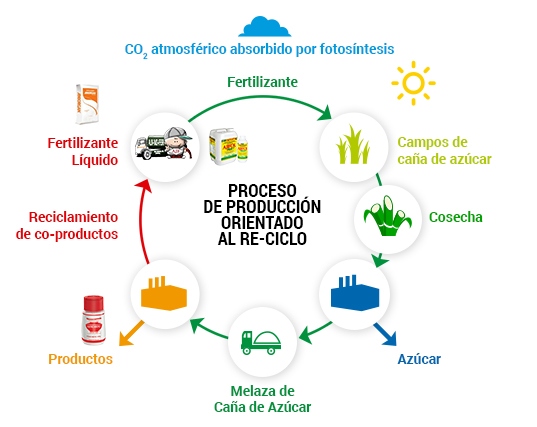 CO2 atmosférico absorbido por fotosíntesis
Fertilizante
Fertilizante
Líquido
Campos de
caña de azúcar
PROCESO
DE PRODUCCIÓN
ORIENTADO
AL RE-CICLO
Reciclamiento
de co-productos
Cosecha
Productos
Azúcar
Melaza de
Caña de Azúcar